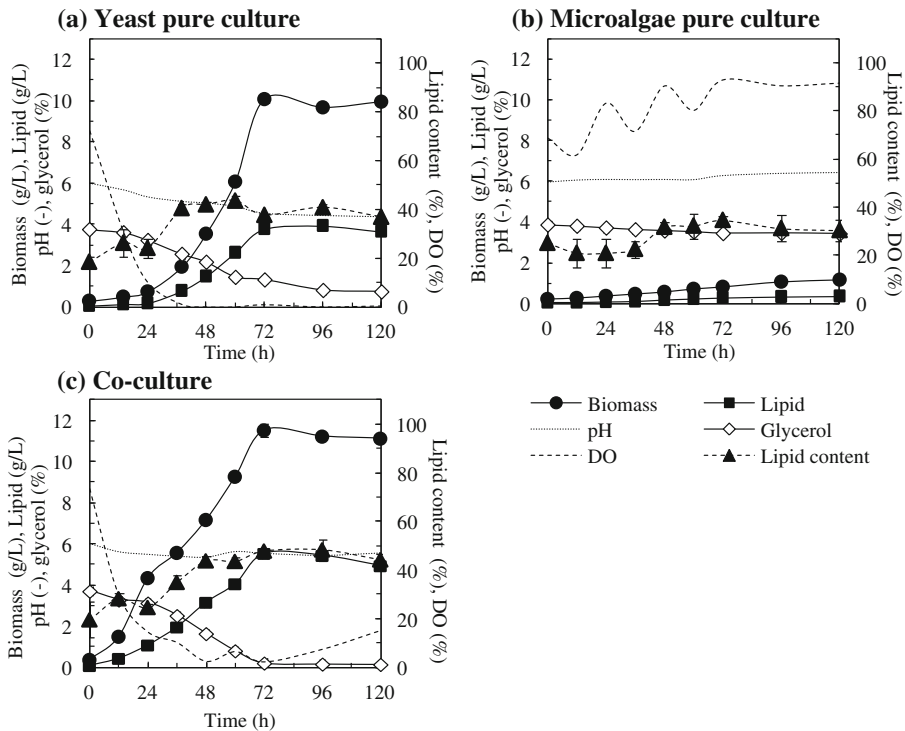 (a) Yeast pure culture
Biomass (g/L), Lipid (g/L)
pH (-), glycerol (%)
12
10
8
6
4
2
0
100
80
60
40
20
0
Lipid content (%), DO (%)
0 24 48 72 96 120
Time (h)
(b) Microalgae pure culture
Biomass (g/L), Lipid (g/L)
pH (-), glycerol (%)
12
10
8
6
4
2
0
100
80
60
40
20
0
Lipid content (%), DO (%)
0 24 48 72 96 120
Time (h)
(c) Co-culture
Biomass (g/L), Lipid (g/L)
pH (-), glycerol (%)
12
10
8
6
4
2
0
100
80
60
40
20
0
Lipid content (%), DO (%)
0 24 48 72 96 120
Time (h)
Biomass Lipid
pH Glycerol
DO Lipid content